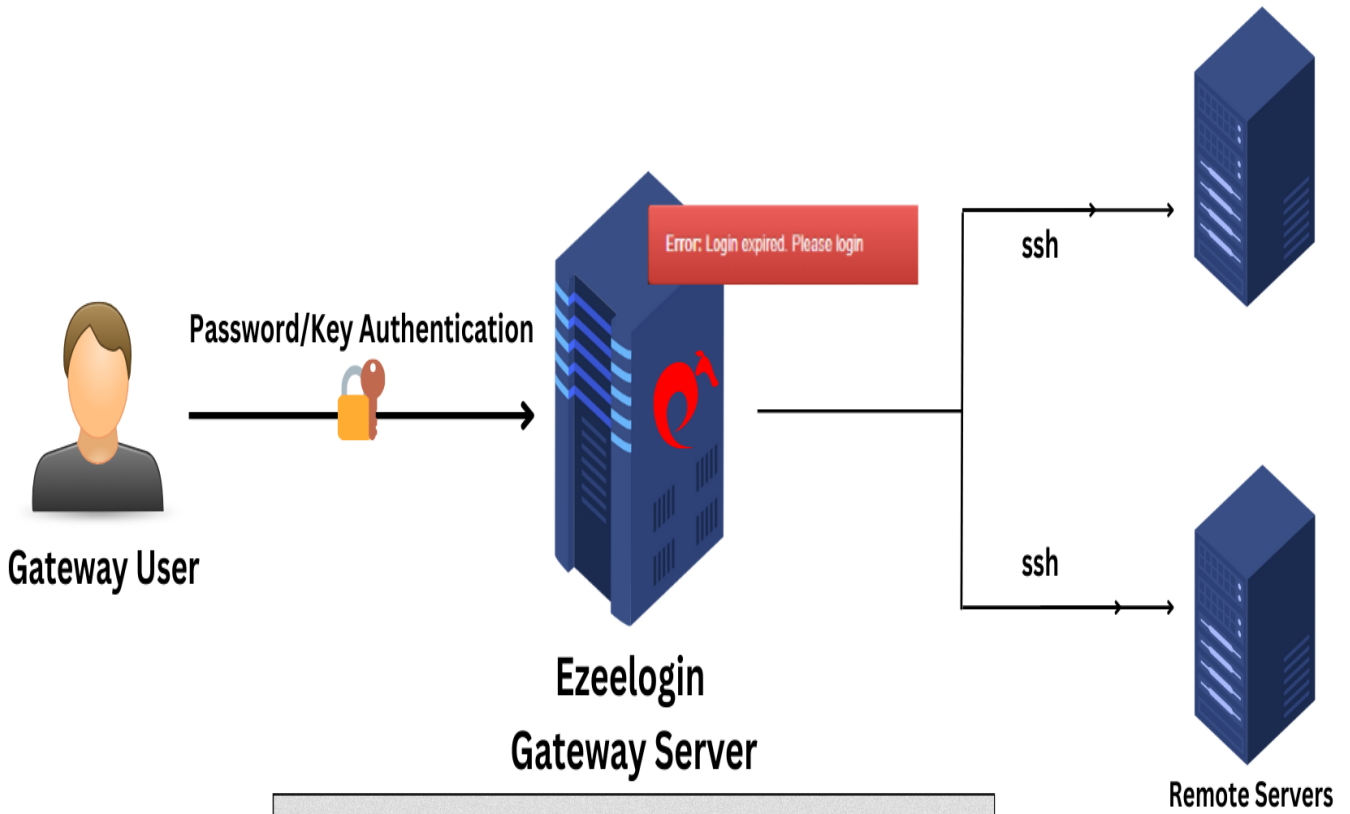 Error: Login expired. Please login
ssh
Password/Key Authentication
ssh
Gateway User
Ezeelogin
Gateway Server
Remote Servers